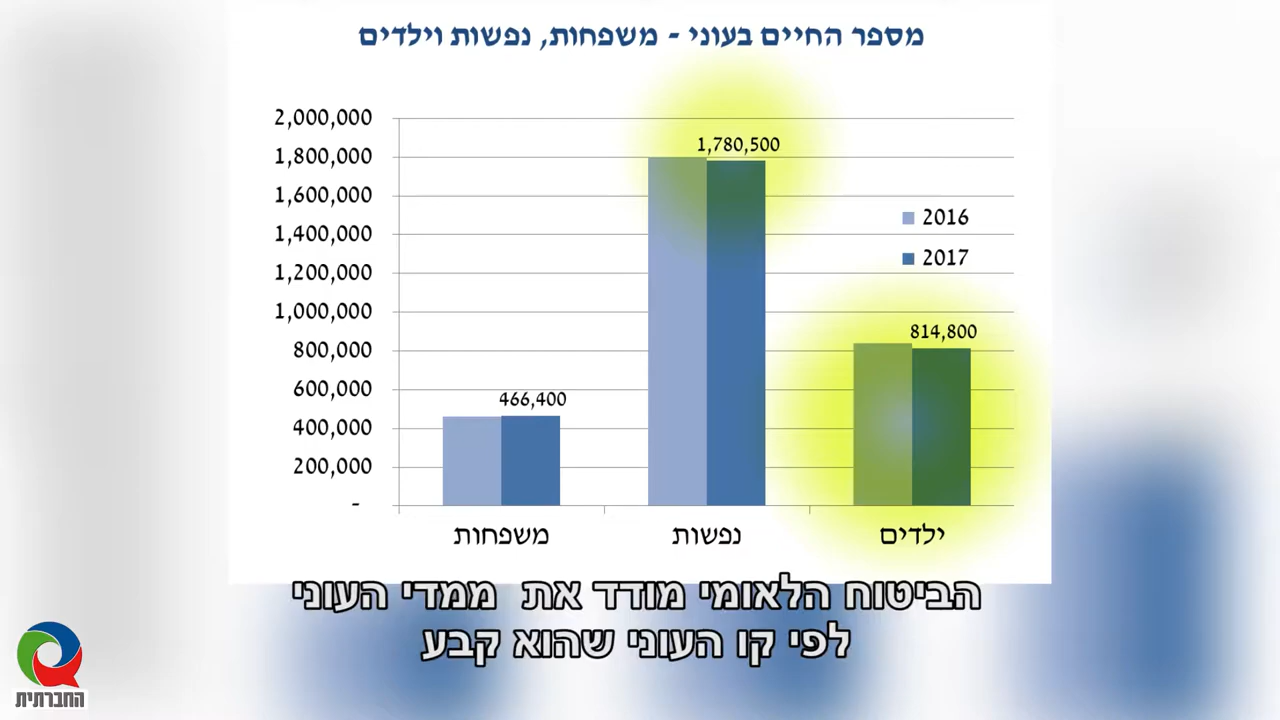 מספר החיים בעוני - משפחות, נפשות וילדים
2,000,000
1,800,000
1,600,000
1,400,000
1,200,000
1,000,000
800,000
600,000
400,000
200,000
-
466,400
1,780,500
814,800
2016
2017
משפחות
נפשות
ילדים
הביטוח הלאומי מודד את ממדי העוני
לפי קו העוני שהוא קבע
החברתית